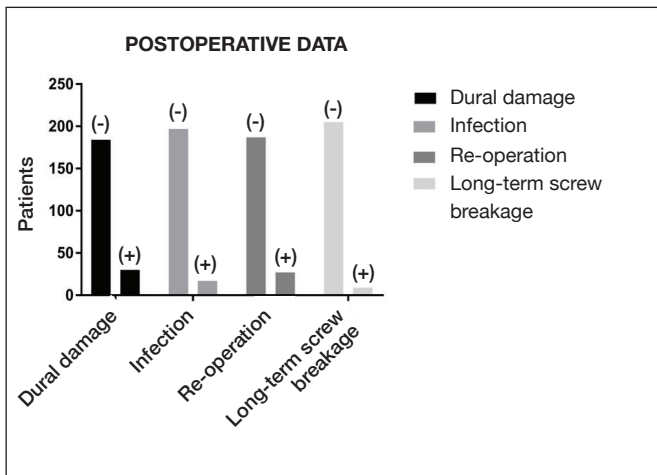 POSTOPERATIVE DATA
Patients
250
200
150
100
50
0
(-)
(+)
(-)
(+)
(-)
(+)
(-)
(+)
Dural damage
Infection
Re-operation
Long-term screw
breakage
Dural damage
Infection
Re-operation
Long-term screw
breakage